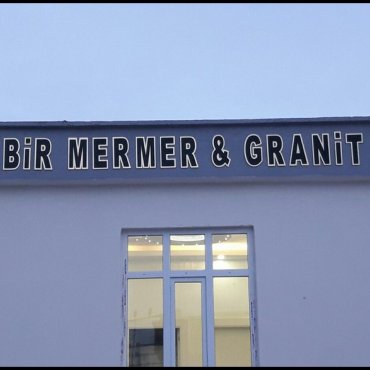 BiR MERMER & GRANiT